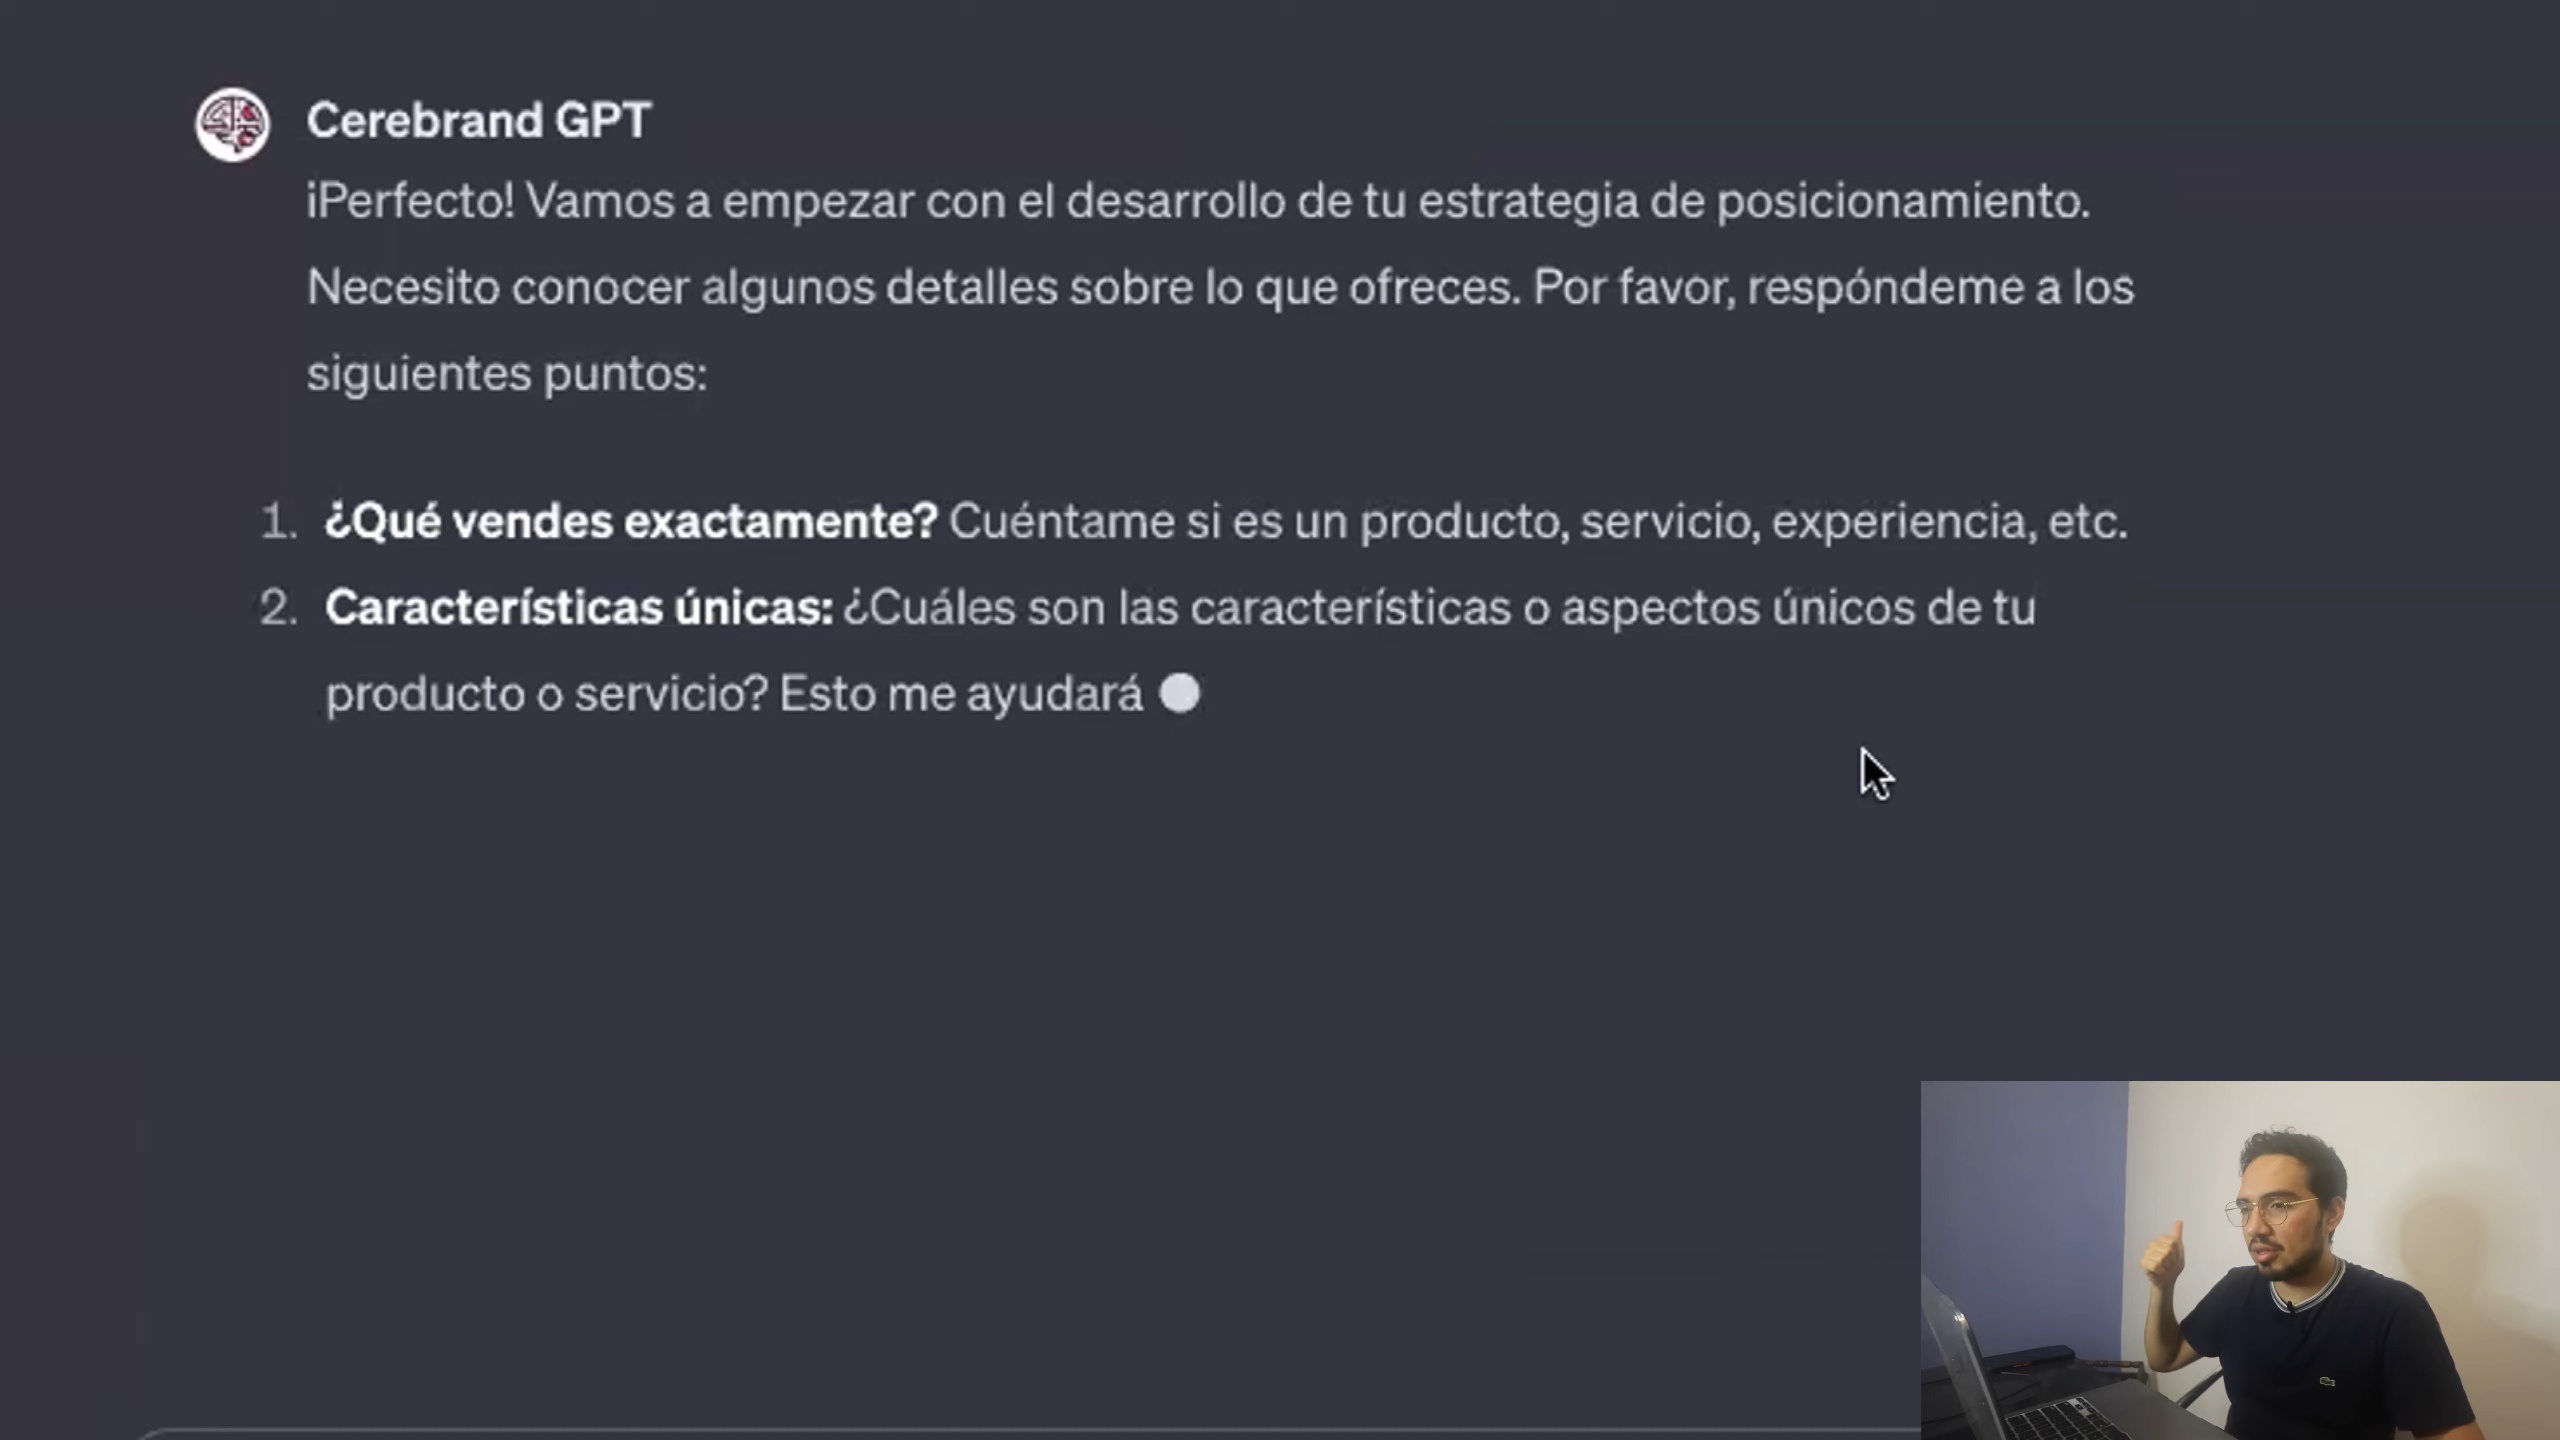 Cerebrand GPT
¡Perfecto! Vamos a empezar con el desarrollo de tu estrategia de posicionamiento.
Necesito conocer algunos detalles sobre lo que ofreces. Por favor, respóndeme a los
siguientes puntos:
1. ¿Qué vendes exactamente? Cuéntame si es un producto, servicio, experiencia, etc.
2. Características únicas: ¿Cuáles son las características o aspectos únicos de tu
producto o servicio? Esto me ayudará